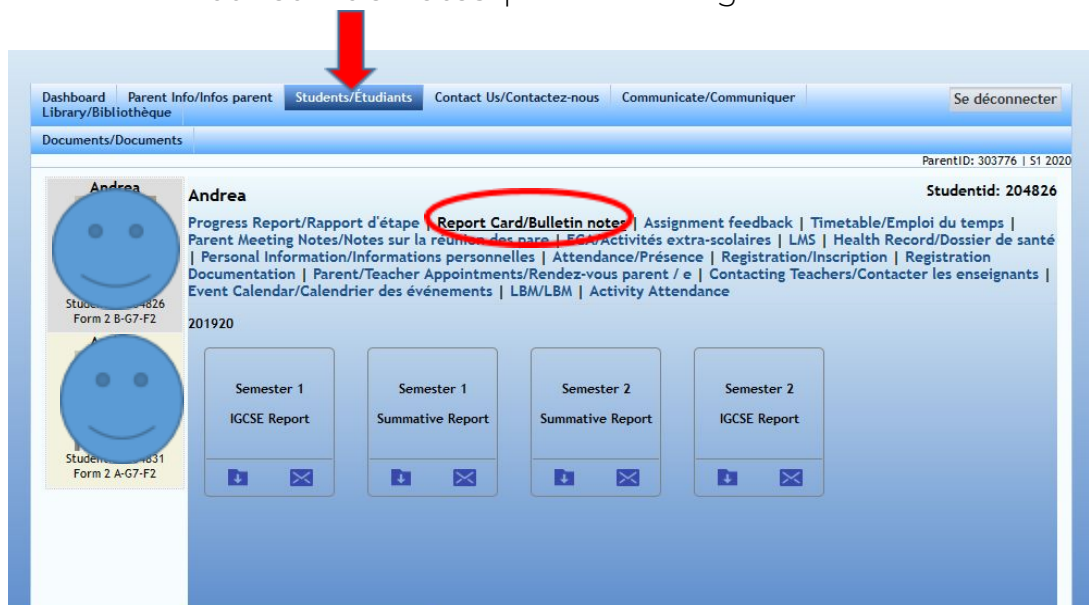 Dashboard Parent Info/Infos parent Students/Étudiants Contact Us/Contactez-nous Communicate/Communiquer Se déconnecter
Library/Bibliothèque
Documents/Documents
ParentID: 303776 | S1 2020
Andrea
Andrea
Studentid: 204826
Progress Report/Rapport d'étape | Report Card/Bulletin notes | Assignment feedback | Timetable/Emploi du temps |
Parent Meeting Notes/Notes sur la réunion des pare | ECA/Activités extra-scolaires | LMS | Health Record/Dossier de santé
| Personal Information/Informations personnelles | Attendance/Présence | Registration/Inscription | Registration
Documentation | Parent/Teacher Appointments/Rendez-vous parent / e | Contacting Teachers/Contacter les enseignants |
Event Calendar/Calendrier des événements | LBM/LBM | Activity Attendance
Form 2 B-G7-F2
201920
Semester 1
IGCSE Report
Semester 1
Summative Report
Semester 2
Summative Report
Semester 2
IGCSE Report
Form 2 A-G7-F2